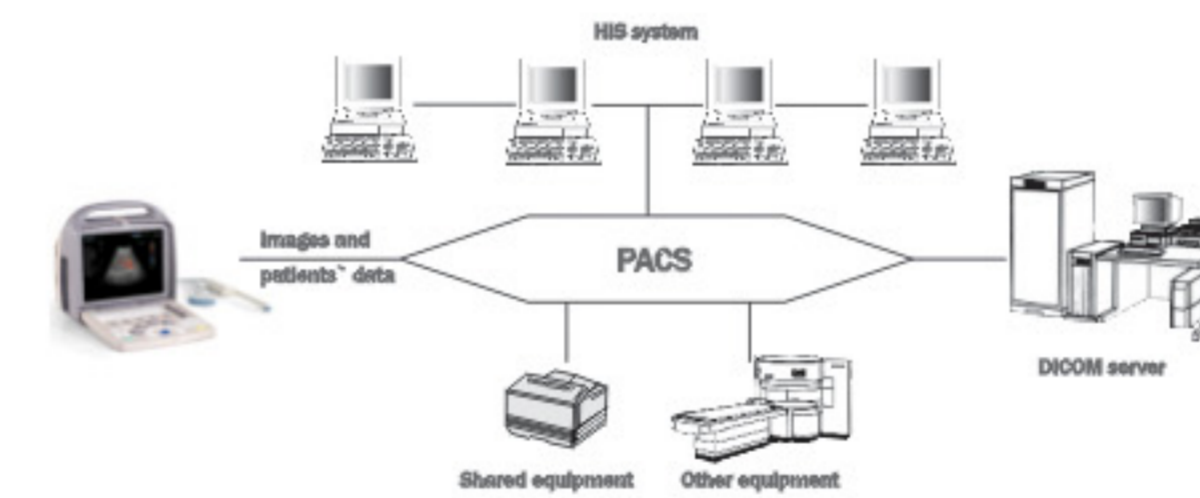 HIS system
Images and
patients` data
PACS
DICOM server
Shared equipment
Other equipment